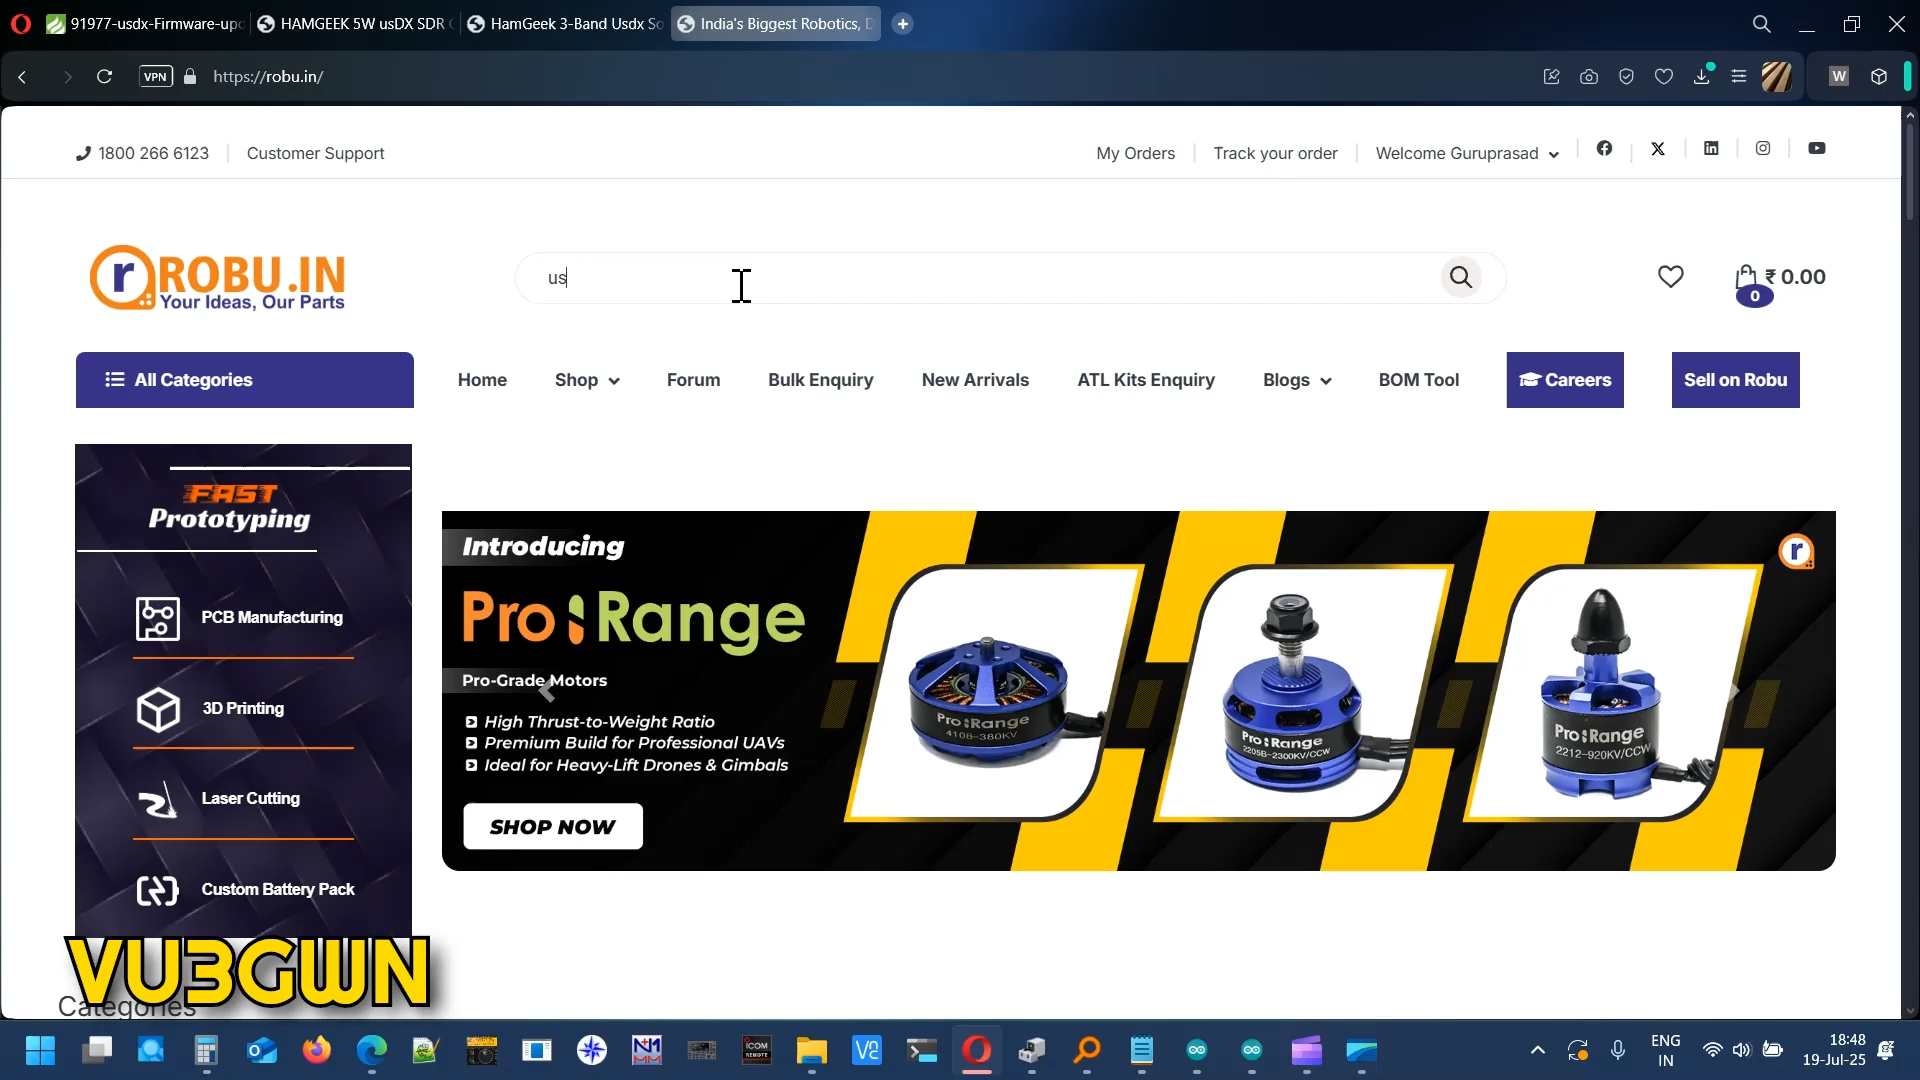 91977-usdx-Firmware-upd
HAMGEEK 5W usDX SDR
HamGeek 3-Band Usdx So
India's Biggest Robotics, D
VPN
https://robu.in/
W
1800 266 6123
Customer Support
My Orders
Track your order
Welcome Guruprasad
r
ROBU.IN
Your Ideas, Our Parts
us
₹ 0.00
0
All Categories
Home
Shop
Forum
Bulk Enquiry
New Arrivals
ATL Kits Enquiry
Blogs
BOM Tool
Careers
Sell on Robu
FAST
Prototyping
PCB Manufacturing
3D Printing
Laser Cutting
Custom Battery Pack
Introducing
Pro Range
Pro-Grade Motors
High Thrust-to-Weight Ratio
Premium Build for Professional UAVs
Ideal for Heavy-Lift Drones & Gimbals
SHOP NOW
Pro Range
4108-380KV
Pro Range
2205B-2300KV/CCW
Pro Range
2212-920KV/CCW
r
VU3GWN
Categories
ICOM
REMOTE
ENG
IN
18:48
19-Jul-25